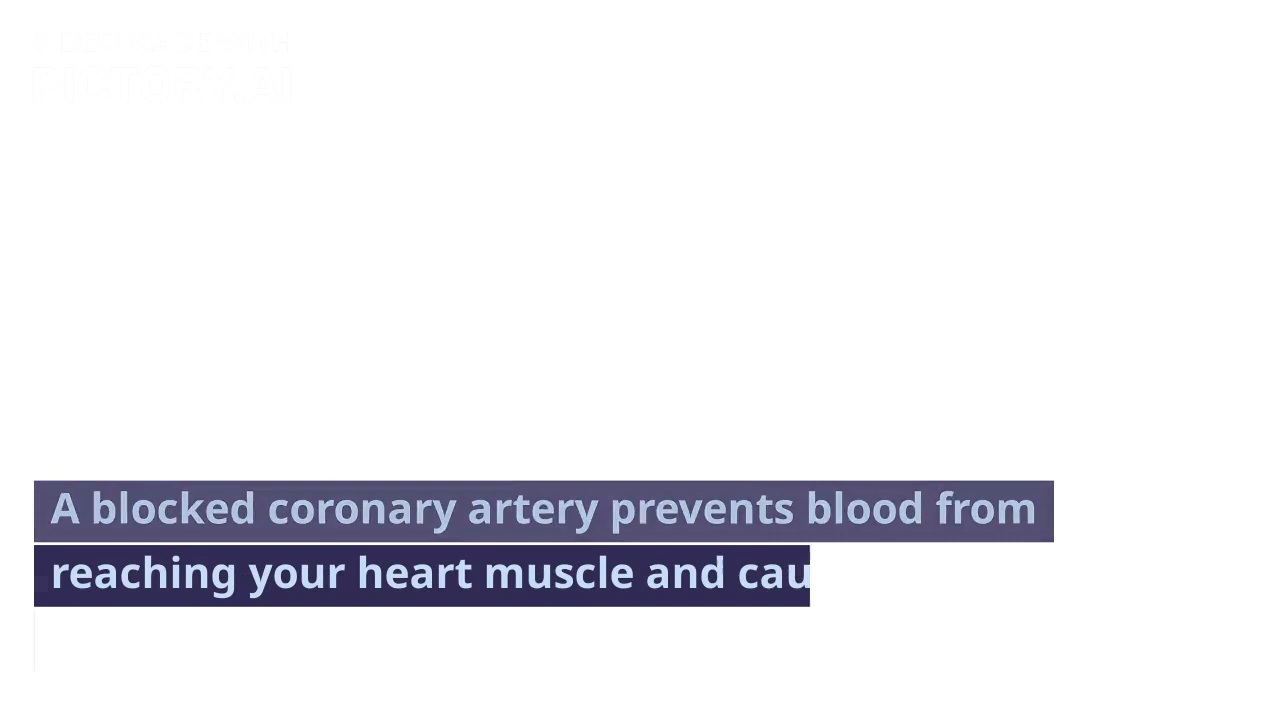 A blocked coronary artery prevents blood from
reaching your heart muscle and cau